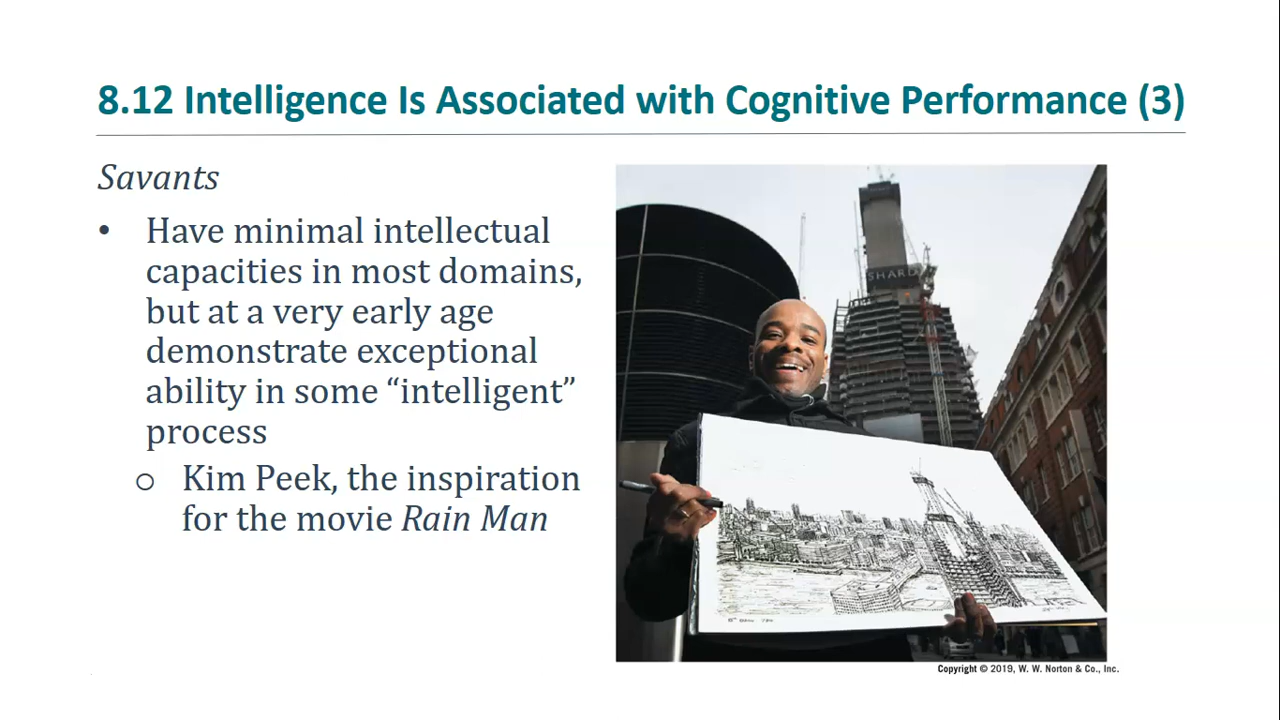 8.12 Intelligence Is Associated with Cognitive Performance (3)
Savants
• Have minimal intellectual
capacities in most domains,
but at a very early age
demonstrate exceptional
ability in some “intelligent”
process
o Kim Peek, the inspiration
for the movie Rain Man
SHARD
Copyright © 2019, W. W. Norton & Co., Inc.